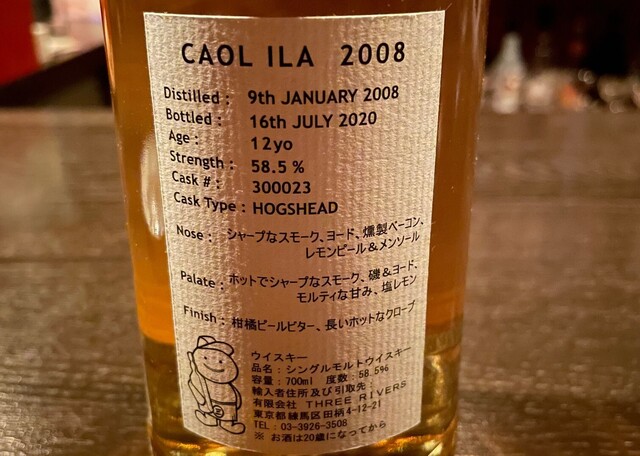 CAOL ILA 2008
Distilled : 9th JANUARY 2008
Bottled : 16th JULY 2020
Age : 12yo
Strength : 58.5 %
Cask # : 300023
Cask Type : HOGSHEAD
Nose : シャープなスモーク、ヨード、燻製ベーコン、
レモンピール＆メンソール
Palate : ホットでシャープなスモーク、磯＆ヨード、
モルティな甘み、塩レモン
Finish : 柑橘ピールビター、長いホットなクローブ
ウイスキー
品名：シングルモルトウイスキー
容量：700ml 度数：58.5%
輸入者住所及び引取先：
有限会社 THREE RIVERS
東京都練馬区田柄4-12-21
TEL : 03-3926-3508
※ お酒は20歳になってから